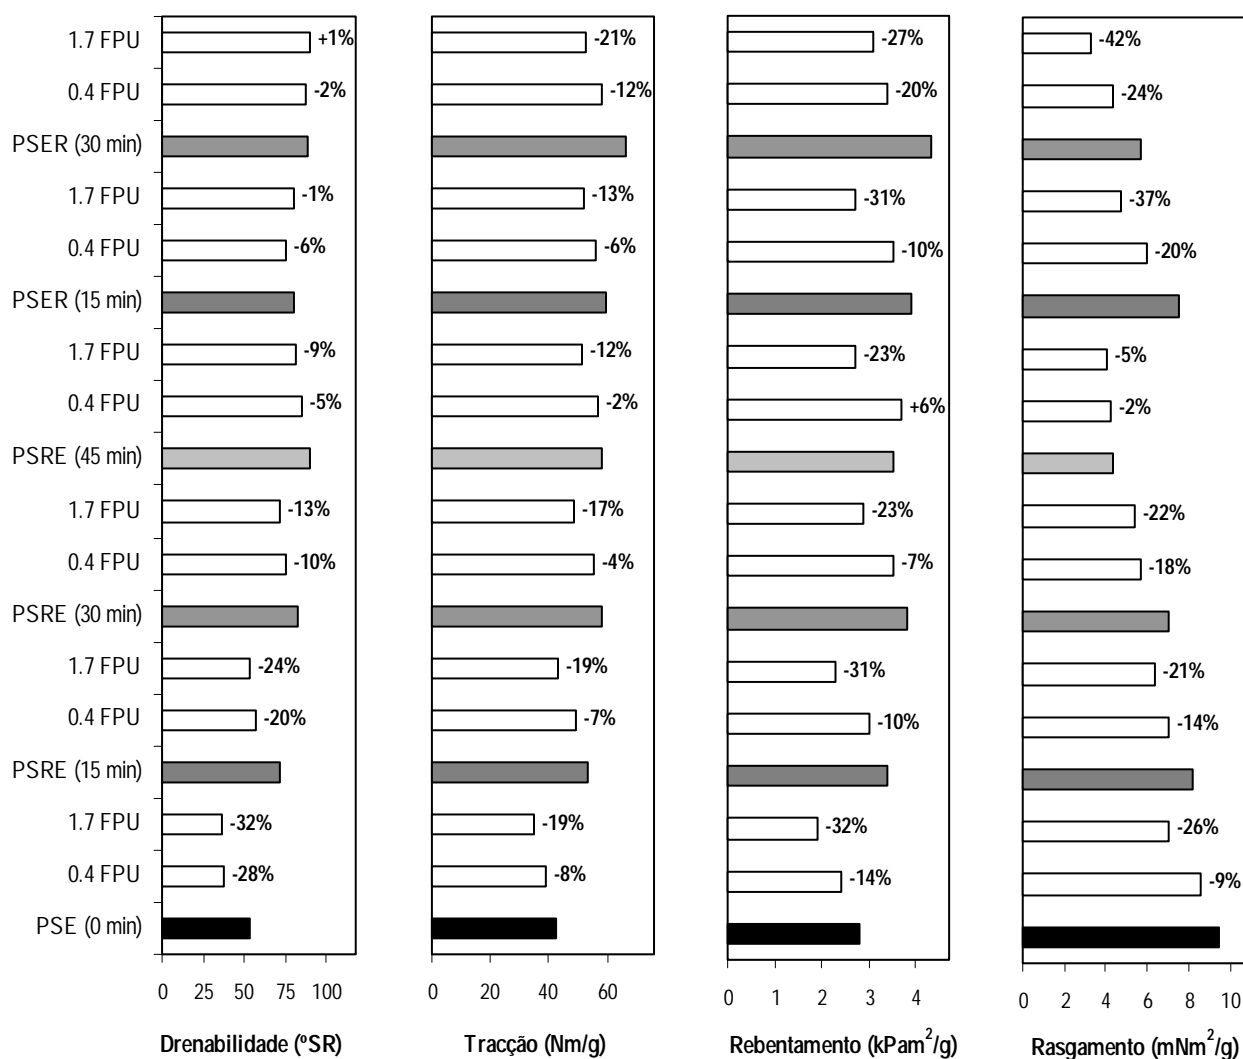 1.7 FPU +1% -21% -27% -42%
0.4 FPU -2% -12% -20% -24%
PSER (30 min)
1.7 FPU -1% -13% -31% -37%
0.4 FPU -6% -6% -10% -20%
PSER (15 min)
1.7 FPU -9% -12% -23% -5%
0.4 FPU -5% -2% +6% -2%
PSRE (45 min)
1.7 FPU -13% -17% -23% -22%
0.4 FPU -10% -4% -7% -18%
PSRE (30 min)
1.7 FPU -24% -19% -31% -21%
0.4 FPU -20% -7% -10% -14%
PSRE (15 min)
1.7 FPU -32% -19% -32% -26%
0.4 FPU -28% -8% -14% -9%
PSE (0 min)
0 25 50 75 100 0 20 40 60 0 1 2 3 4 0 2 4 6 8 10
Drenabilidade (ºSR) Tracção (Nm/g) Rebentamento (kPam²/g) Rasgamento (mNm²/g)